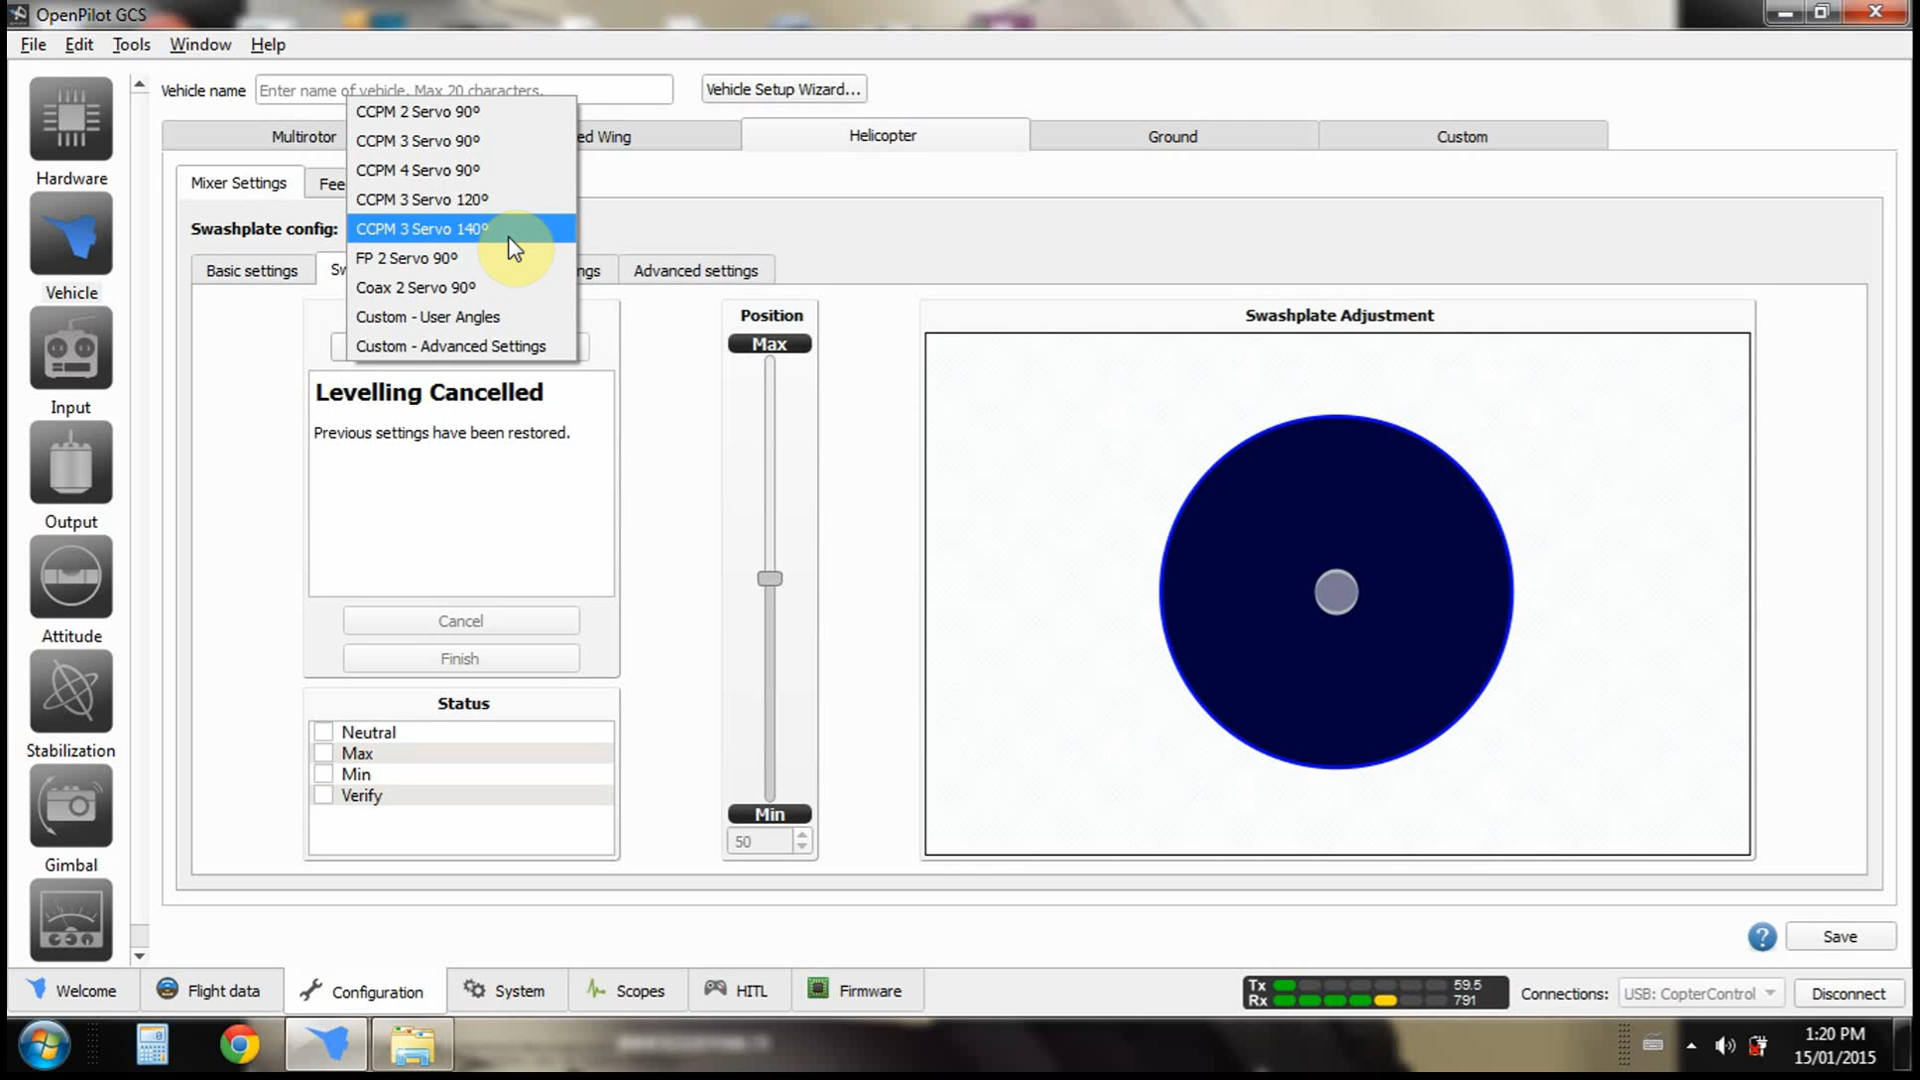 OpenPilot GCS
File Edit Tools Window Help
Vehicle name Enter name of vehicle. Max 20 characters. Vehicle Setup Wizard...
Multirotor ed Wing Helicopter Ground Custom
Mixer Settings Fee
Swashplate config:
CCPM 2 Servo 90º
CCPM 3 Servo 90º
CCPM 4 Servo 90º
CCPM 3 Servo 120º
CCPM 3 Servo 140º
FP 2 Servo 90º
Coax 2 Servo 90º
Custom - User Angles
Custom - Advanced Settings
Basic settings Sw ngs Advanced settings
Hardware
Vehicle
Input
Output
Attitude
Stabilization
Gimbal
Levelling Cancelled
Previous settings have been restored.
Cancel
Finish
Status
Neutral
Max
Min
Verify
Position
Max
Min
50
Swashplate Adjustment
? Save
Welcome Flight data Configuration System Scopes HITL Firmware
Tx 59.5
Rx 791
Connections: USB: CopterControl Disconnect
1:20 PM
15/01/2015